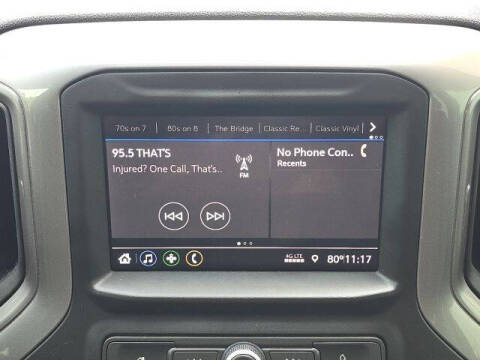 70s on 7 80s on 8 The Bridge Classic Re... Classic Vinyl
95.5 THAT'S
Injured? One Call, That's..
FM
No Phone Con..
Recents
4G LTE 80° 11:17